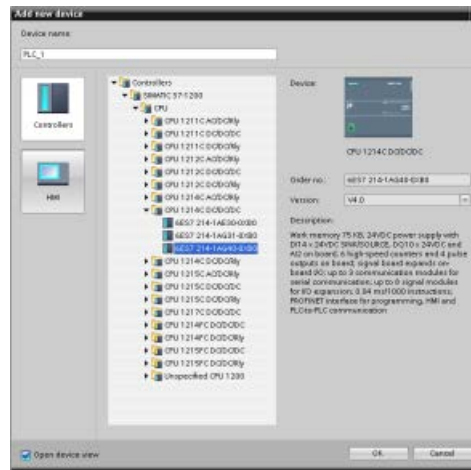 Add new device
Device name:
PLC_1
Controllers
HMI
Controllers
SIMATIC S7-1200
CPU
CPU 1211C AC/DC/Rly
CPU 1211C DC/DC/DC
CPU 1211C DC/DC/Rly
CPU 1212C AC/DC/Rly
CPU 1212C DC/DC/DC
CPU 1212C DC/DC/Rly
CPU 1214C AC/DC/Rly
CPU 1214C DC/DC/DC
6ES7 214-1AE30-0XB0
6ES7 214-1AG31-0XB0
6ES7 214-1AG40-0XB0
CPU 1214C DC/DC/Rly
CPU 1215C AC/DC/Rly
CPU 1215C DC/DC/DC
CPU 1215C DC/DC/Rly
CPU 1217C DC/DC/DC
CPU 1214FC DC/DC/DC
CPU 1214FC DC/DC/Rly
CPU 1215FC DC/DC/DC
CPU 1215FC DC/DC/Rly
Unspecified CPU 1200
Device:
CPU 1214C DC/DC/DC
Order no.:
6ES7 214-1AG40-0XB0
Version:
V4.0
Description:
Work memory 75 KB; 24VDC power supply with
DI14 x 24VDC SINK/SOURCE, DQ10 x 24VDC and
AI2 on board; 6 high-speed counters and 4 pulse
outputs on board; signal board expands on-
board I/O; up to 3 communication modules for
serial communication; up to 8 signal modules
for I/O expansion; 0.04 ms/1000 instructions;
PROFINET interface for programming, HMI and
PLC-to-PLC communication
Open device view
OK
Cancel